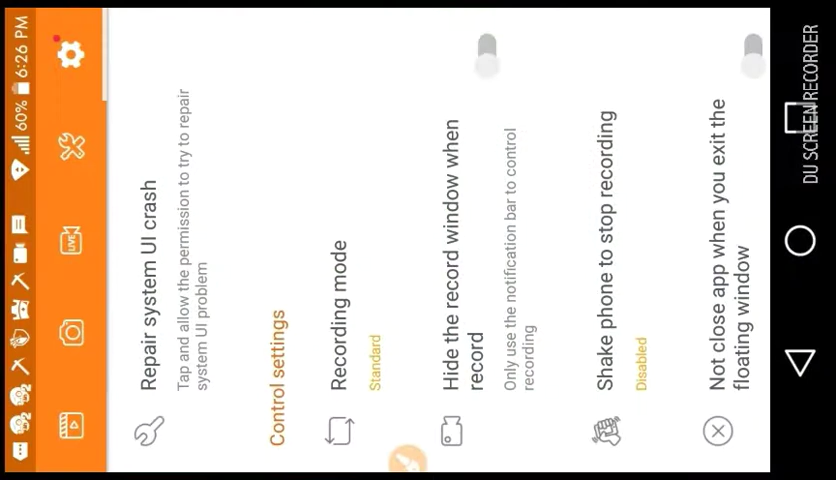 60% 6:26 PM
2 2
LIVE
Repair system UI crash
Tap and allow the permission to try to repair
system UI problem
Control settings
Recording mode
Standard
Hide the record window when
record
Only use the notification bar to control
recording
Shake phone to stop recording
Disabled
Not close app when you exit the
floating window
DU SCREEN RECORDER